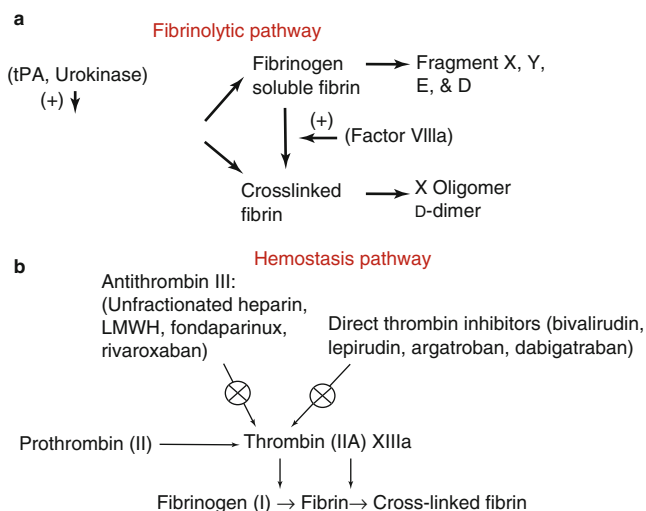 a
Fibrinolytic pathway
(tPA, Urokinase)
(+)
Fibrinogen
soluble fibrin
Fragment X, Y,
E, & D
(+)
(Factor VIIIa)
Crosslinked
fibrin
X Oligomer
D-dimer
b
Hemostasis pathway
Antithrombin III:
(Unfractionated heparin,
LMWH, fondaparinux,
rivaroxaban)
Direct thrombin inhibitors (bivalirudin,
lepirudin, argatroban, dabigatraban)
Prothrombin (II)
Thrombin (IIA) XIIIa
Fibrinogen (I) → Fibrin → Cross-linked fibrin